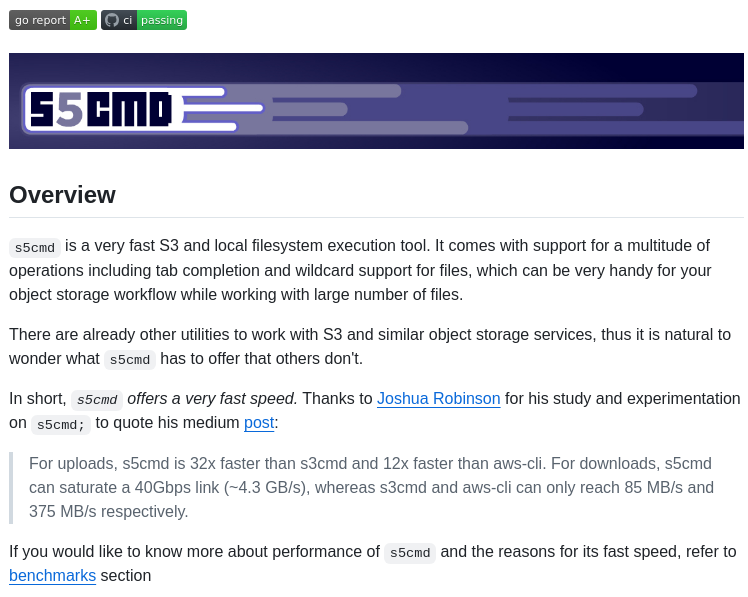 go report A+ ci passing
S5CMD
Overview
s5cmd is a very fast S3 and local filesystem execution tool. It comes with support for a multitude of
operations including tab completion and wildcard support for files, which can be very handy for your
object storage workflow while working with large number of files.
There are already other utilities to work with S3 and similar object storage services, thus it is natural to
wonder what s5cmd has to offer that others don't.
In short, s5cmd offers a very fast speed. Thanks to Joshua Robinson for his study and experimentation
on s5cmd; to quote his medium post:
For uploads, s5cmd is 32x faster than s3cmd and 12x faster than aws-cli. For downloads, s5cmd
can saturate a 40Gbps link (~4.3 GB/s), whereas s3cmd and aws-cli can only reach 85 MB/s and
375 MB/s respectively.
If you would like to know more about performance of s5cmd and the reasons for its fast speed, refer to
benchmarks section